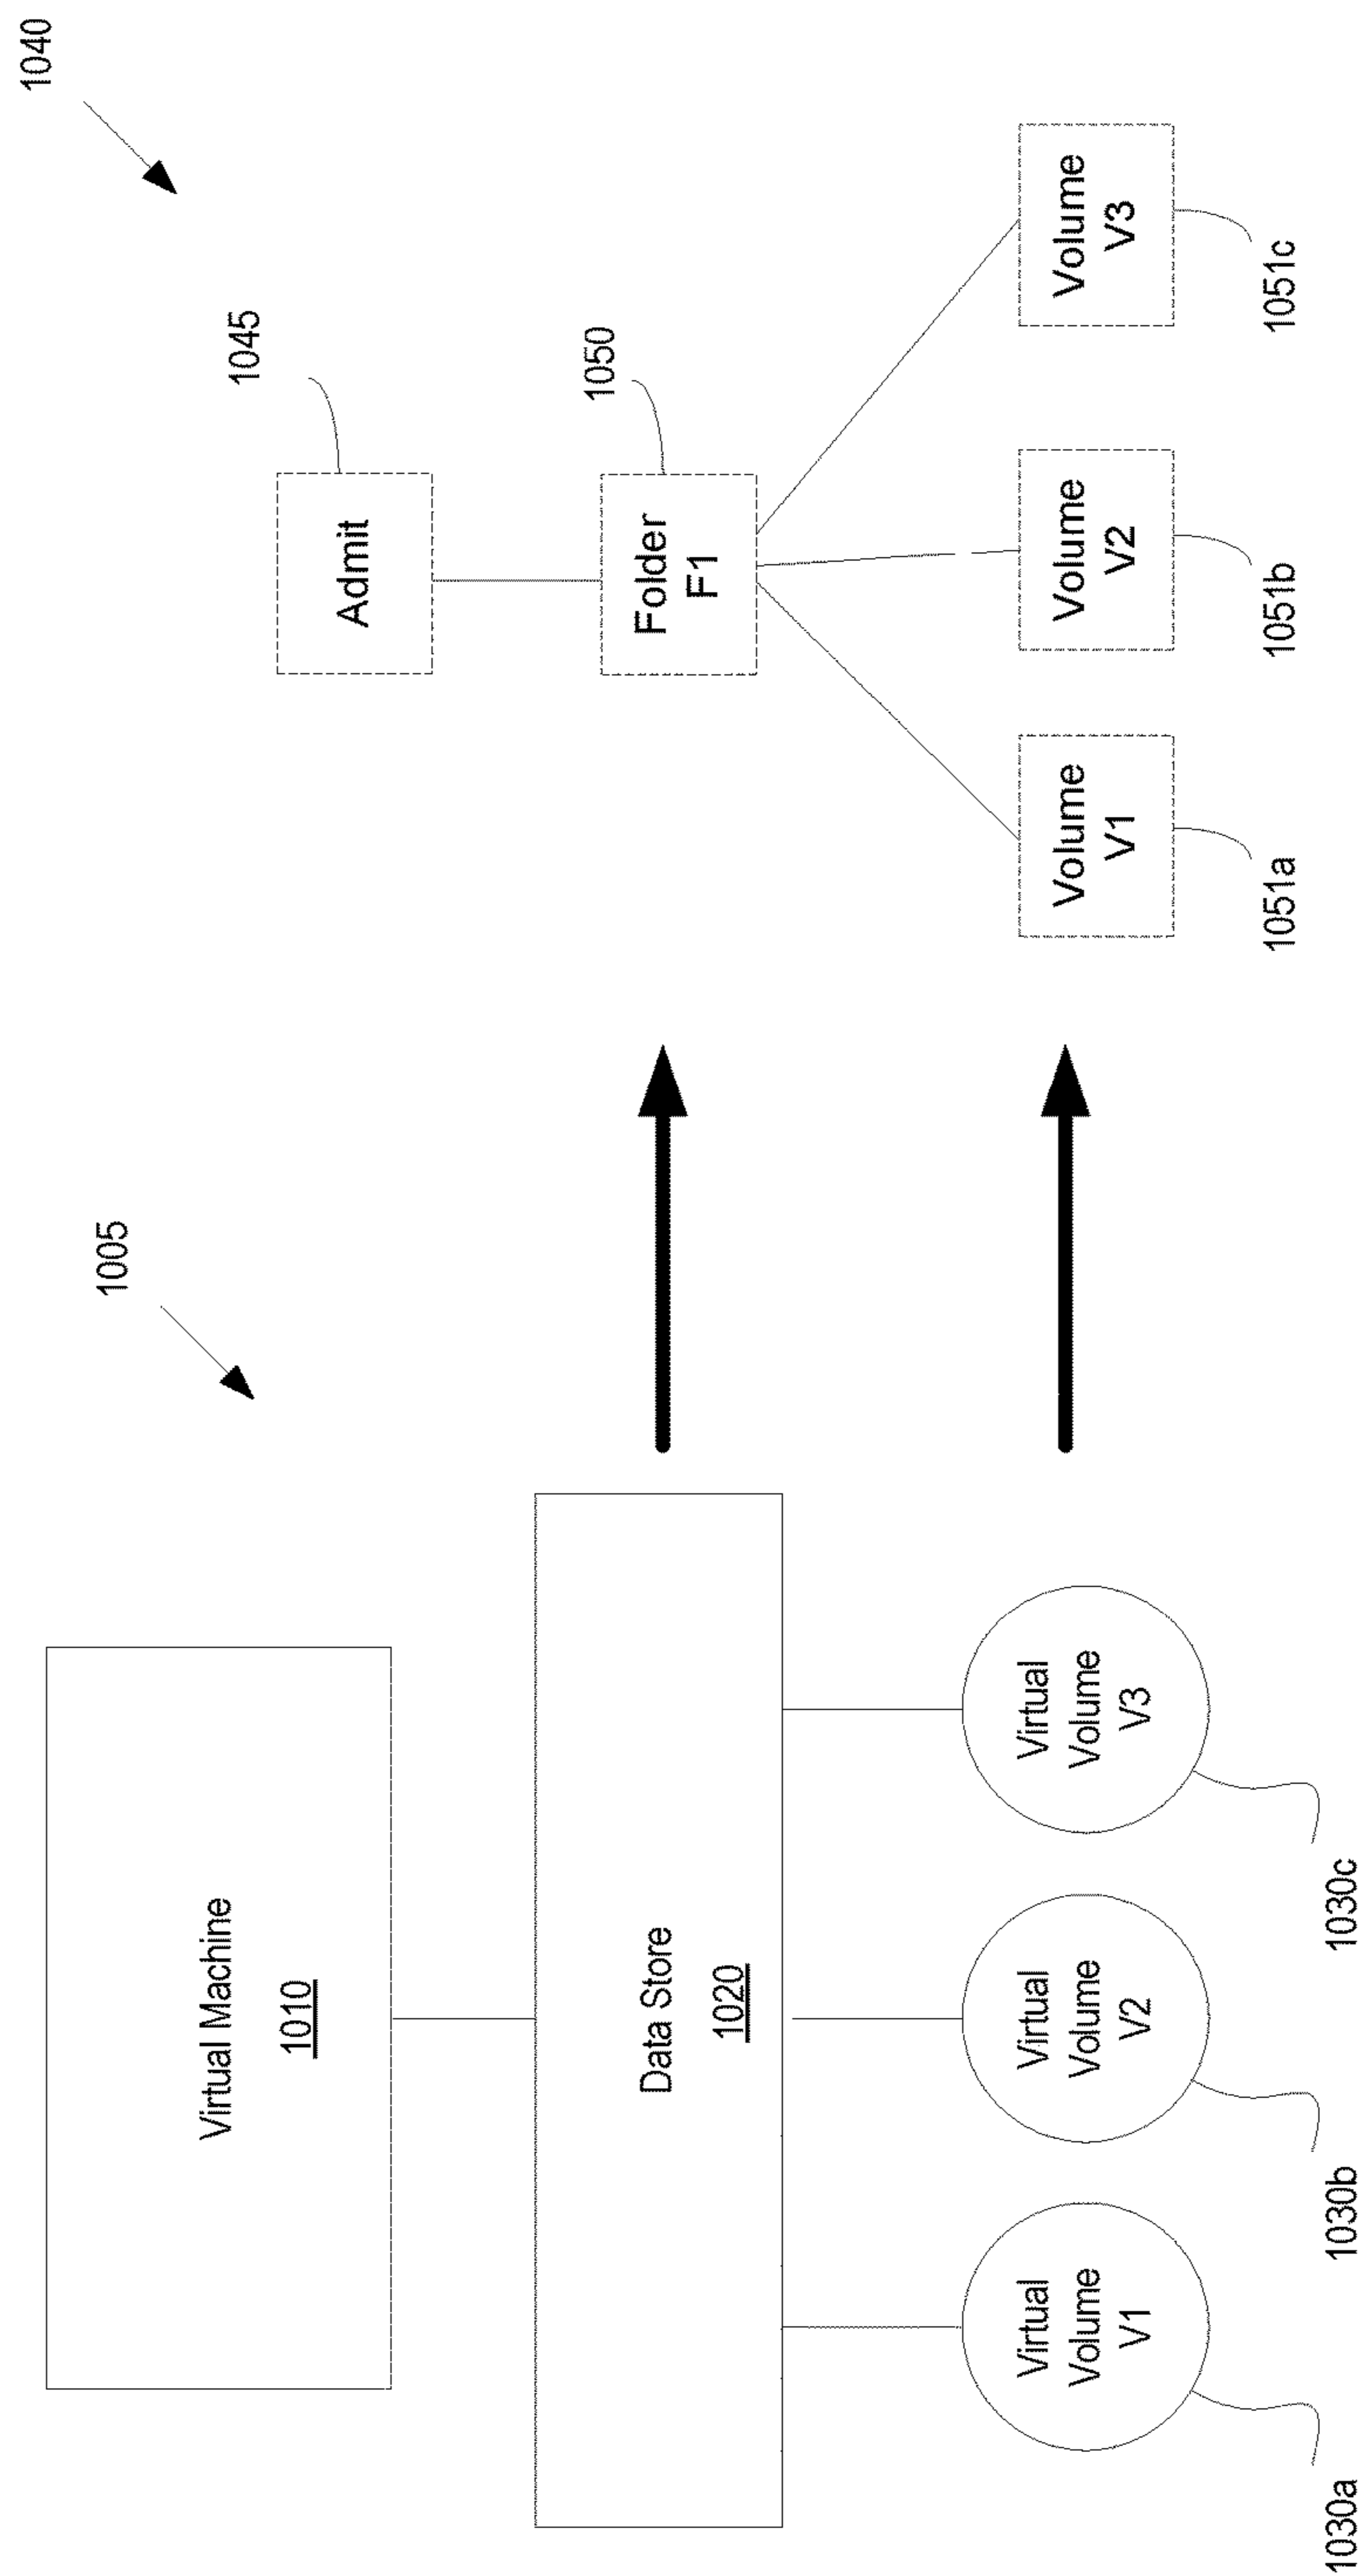 1005
Virtual Machine
1010
Data Store
1020
Virtual
Volume
V1
Virtual
Volume
V2
Virtual
Volume
V3
1030a
1030b
1030c
1040
1045
Admit
1050
Folder
F1
Volume
V1
Volume
V2
Volume
V3
1051a
1051b
1051c